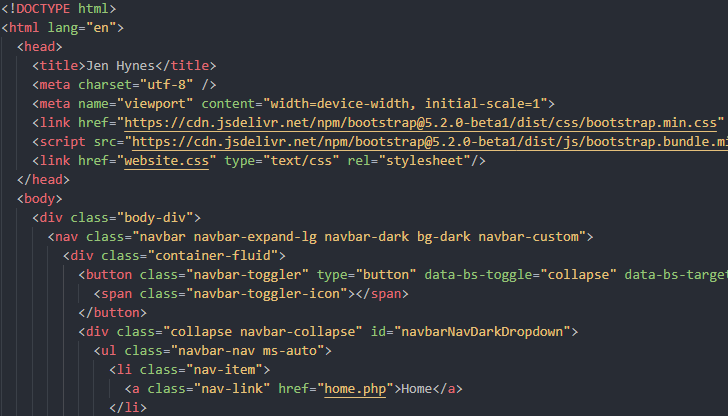 <!DOCTYPE html>
<html lang="en">
<head>
<title>Jen Hynes</title>
<meta charset="utf-8" />
<meta name="viewport" content="width=device-width, initial-scale=1">
<link href="https://cdn.jsdelivr.net/npm/bootstrap@5.2.0-beta1/dist/css/bootstrap.min.css"
<script src="https://cdn.jsdelivr.net/npm/bootstrap@5.2.0-beta1/dist/js/bootstrap.bundle.mi
<link href="website.css" type="text/css" rel="stylesheet"/>
</head>
<body>
<div class="body-div">
<nav class="navbar navbar-expand-lg navbar-dark bg-dark navbar-custom">
<div class="container-fluid">
<button class="navbar-toggler" type="button" data-bs-toggle="collapse" data-bs-target
<span class="navbar-toggler-icon"></span>
</button>
<div class="collapse navbar-collapse" id="navbarNavDarkDropdown">
<ul class="navbar-nav ms-auto">
<li class="nav-item">
<a class="nav-link" href="home.php">Home</a>
</li>